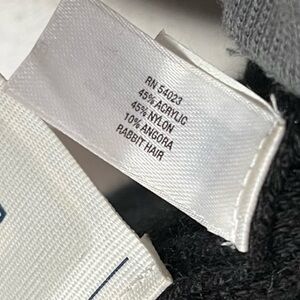 RN 54023
45% ACRYLIC
45% NYLON
10% ANGORA
RABBIT HAIR